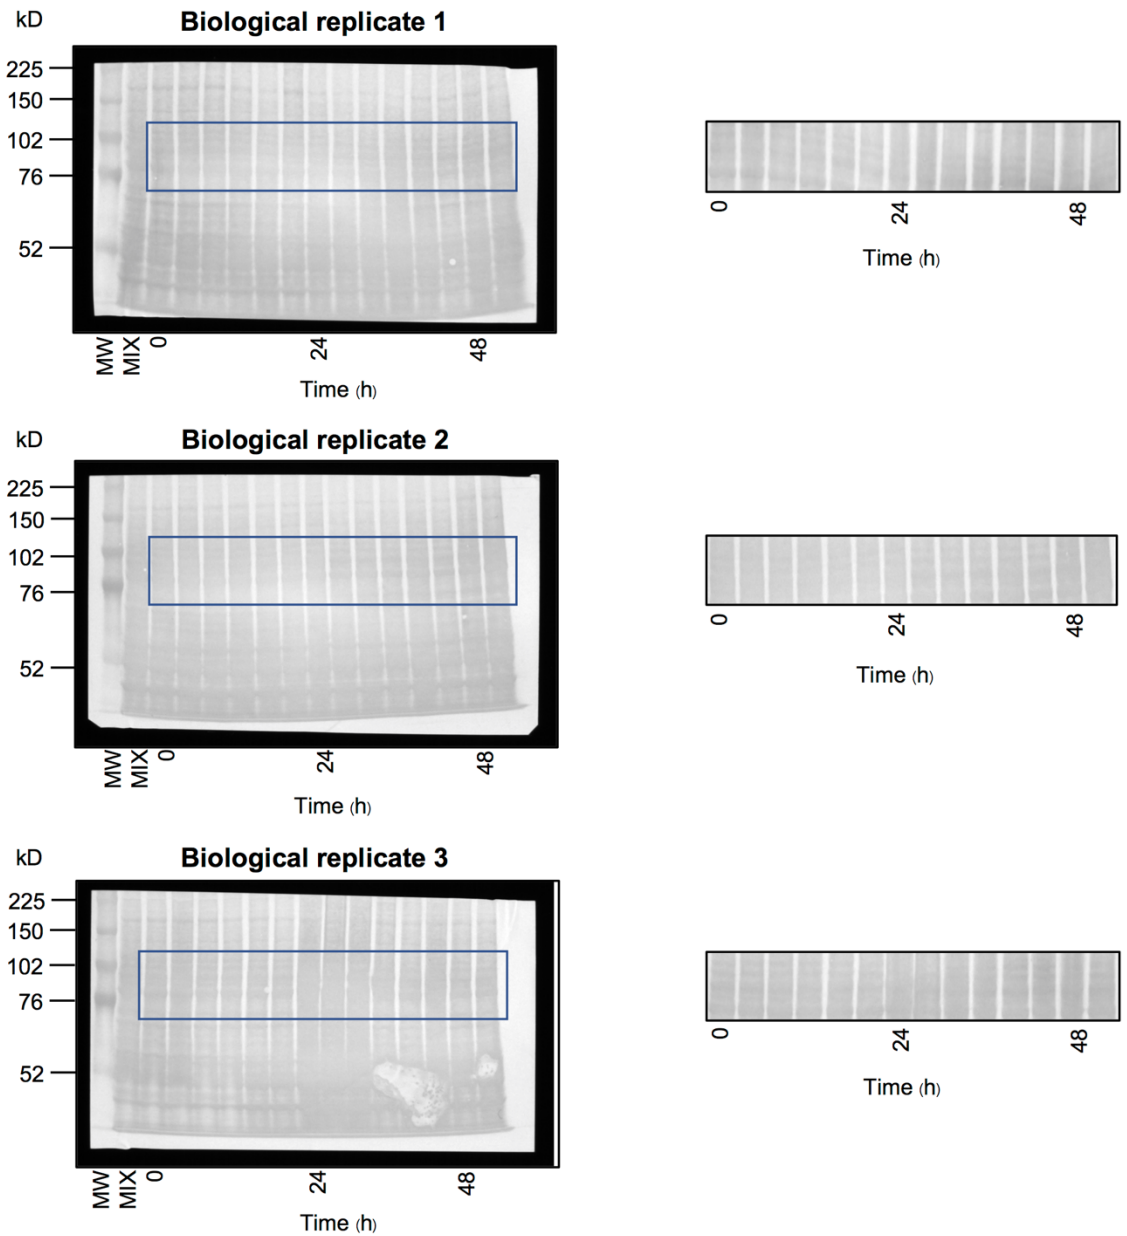 kD
Biological replicate 1
225
150
102
76
52
MW
MIX
0
24
48
Time (h)
0
24
48
Time (h)
kD
Biological replicate 2
225
150
102
76
52
MW
MIX
0
24
48
Time (h)
0
24
48
Time (h)
kD
Biological replicate 3
225
150
102
76
52
MW
MIX
0
24
48
Time (h)
0
24
48
Time (h)